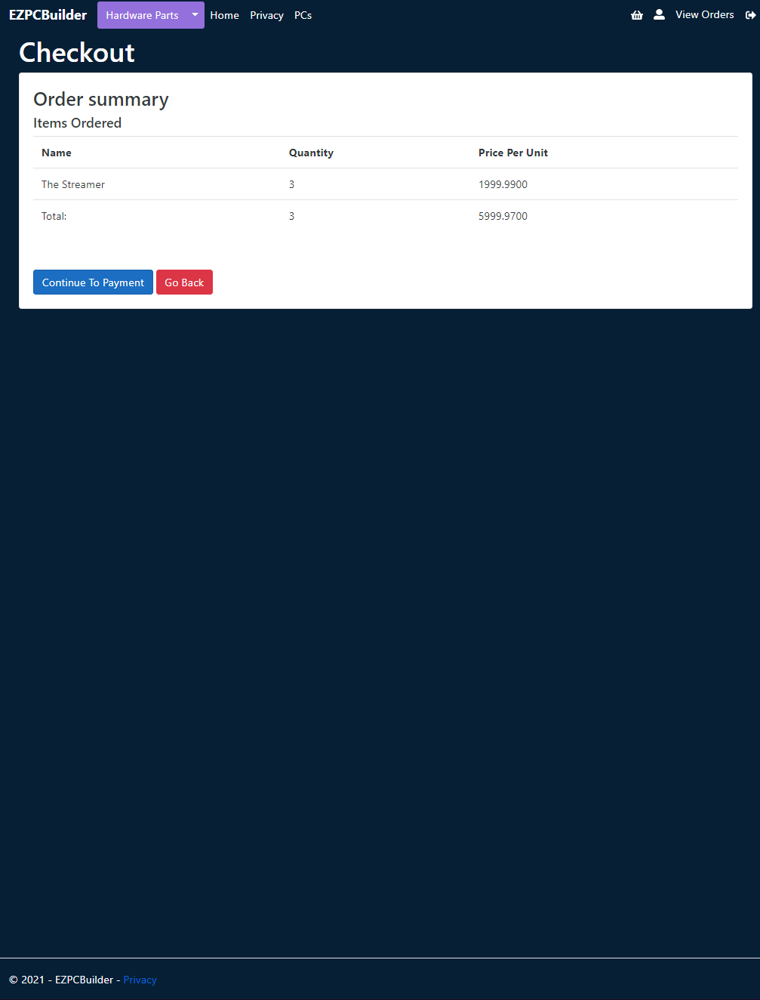 EZPCBuilder Hardware Parts Home Privacy PCs View Orders
Checkout
Order summary
Items Ordered
Name Quantity Price Per Unit
The Streamer 3 1999.9900
Total: 3 5999.9700
Continue To Payment Go Back
© 2021 - EZPCBuilder - Privacy